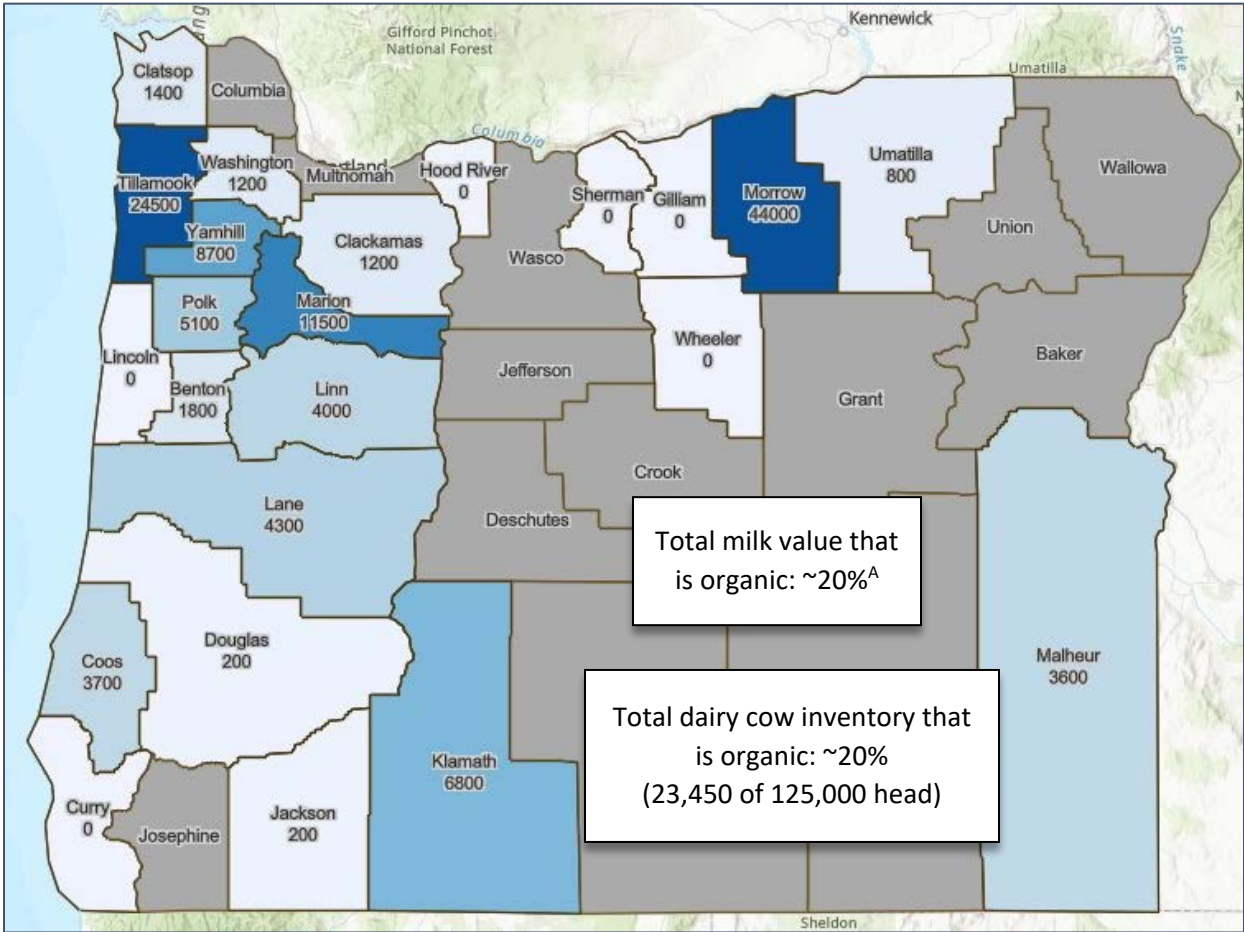 Kennewick
Gifford Pinchot
National Forest
Snake
Umatilla
Clatsop
1400
Columbia
Columbia
Washington
1200
Portland
Multnomah
Hood River
0
Sherman
0
Gilliam
0
Morrow
44000
Umatilla
800
Wallowa
Union
Tillamook
24500
Yamhill
8700
Clackamas
1200
Wasco
Polk
5100
Marion
11500
Lincoln
0
Benton
1800
Linn
4000
Jefferson
Wheeler
0
Grant
Baker
Crook
Deschutes
Lane
4300
Total milk value that
is organic: ~20%A
Douglas
200
Coos
3700
Malheur
3600
Total dairy cow inventory that
is organic: ~20%
(23,450 of 125,000 head)
Klamath
6800
Curry
0
Josephine
Jackson
200
Sheldon